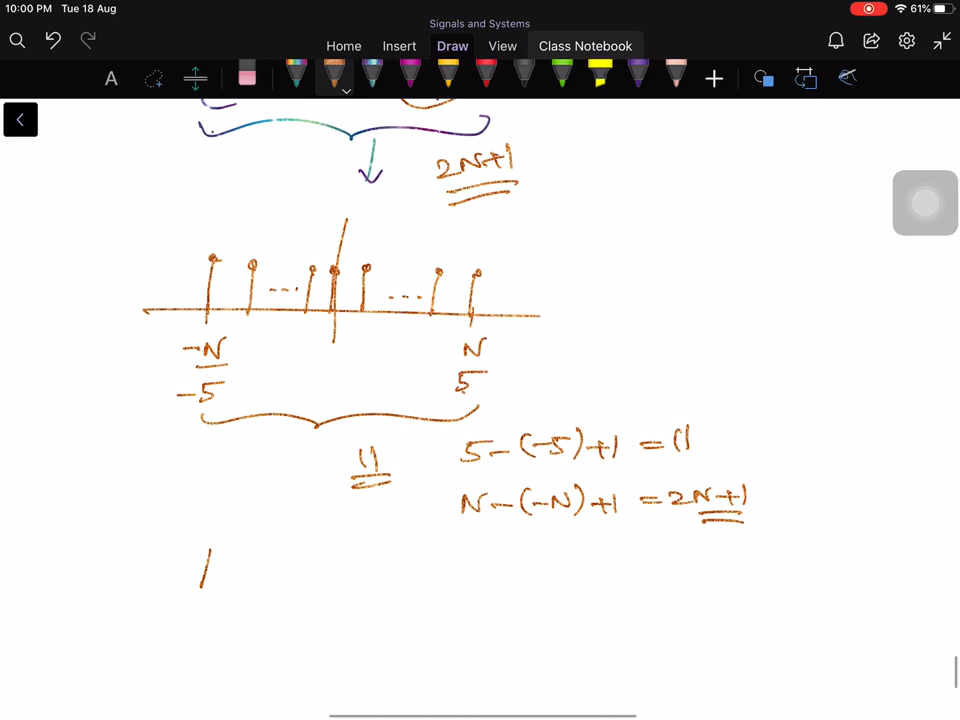 10:00 PM Tue 18 Aug
61%
Signals and Systems
Home Insert Draw View Class Notebook
A
2N+1
... ...
-N N
-5 5
11
5-(-5)+1 = 11
N-(-N)+1 = 2N+1